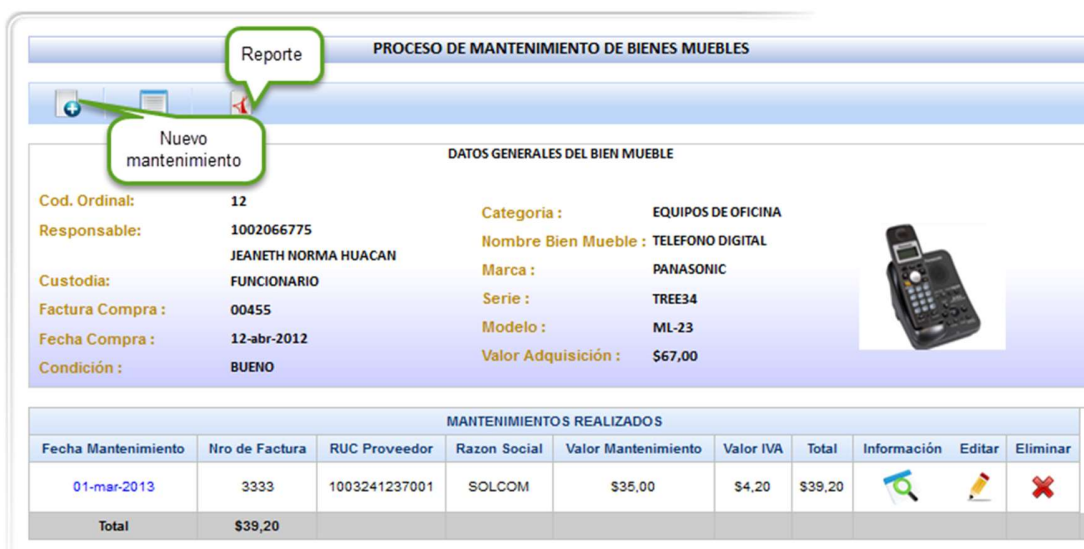 PROCESO DE MANTENIMIENTO DE BIENES MUEBLES
Reporte
Nuevo
mantenimiento
DATOS GENERALES DEL BIEN MUEBLE
Cod. Ordinal: 12
Responsable: 1002066775
JEANETH NORMA HUACAN
Custodia: FUNCIONARIO
Factura Compra : 00455
Fecha Compra : 12-abr-2012
Condición : BUENO
Categoria : EQUIPOS DE OFICINA
Nombre Bien Mueble : TELEFONO DIGITAL
Marca : PANASONIC
Serie : TREE34
Modelo : ML-23
Valor Adquisición : $67,00
MANTENIMIENTOS REALIZADOS
Fecha Mantenimiento Nro de Factura RUC Proveedor Razon Social Valor Mantenimiento Valor IVA Total Información Editar Eliminar
01-mar-2013 3333 1003241237001 SOLCOM $35,00 $4,20 $39,20
Total $39,20